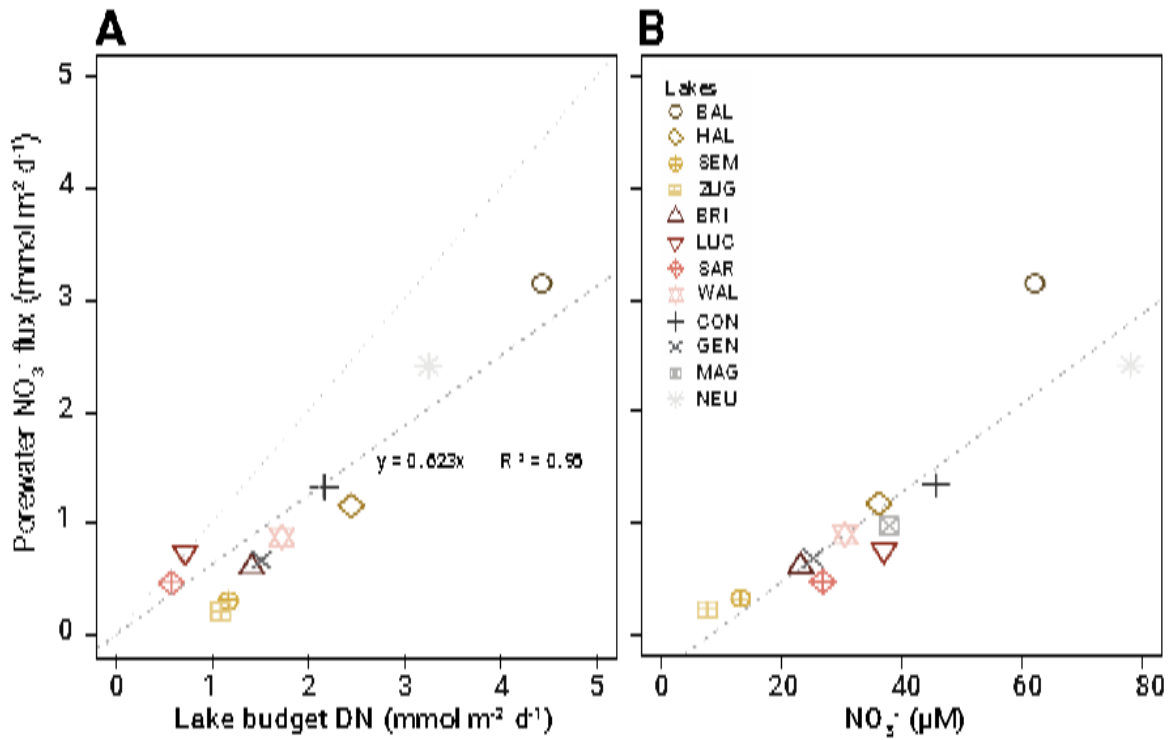 A
B
5
4
3
2
1
0
Porewater NO3- flux (mmol m-2 d-1)
y = 0.623x R2 = 0.95
0 1 2 3 4 5
Lake budget DN (mmol m-2 d-1)
Lakes
BAL
HAL
SEM
ZUG
BRI
LUC
SAR
WAL
CON
GEN
MAG
NEU
0 20 40 60 80
NO3- (µM)